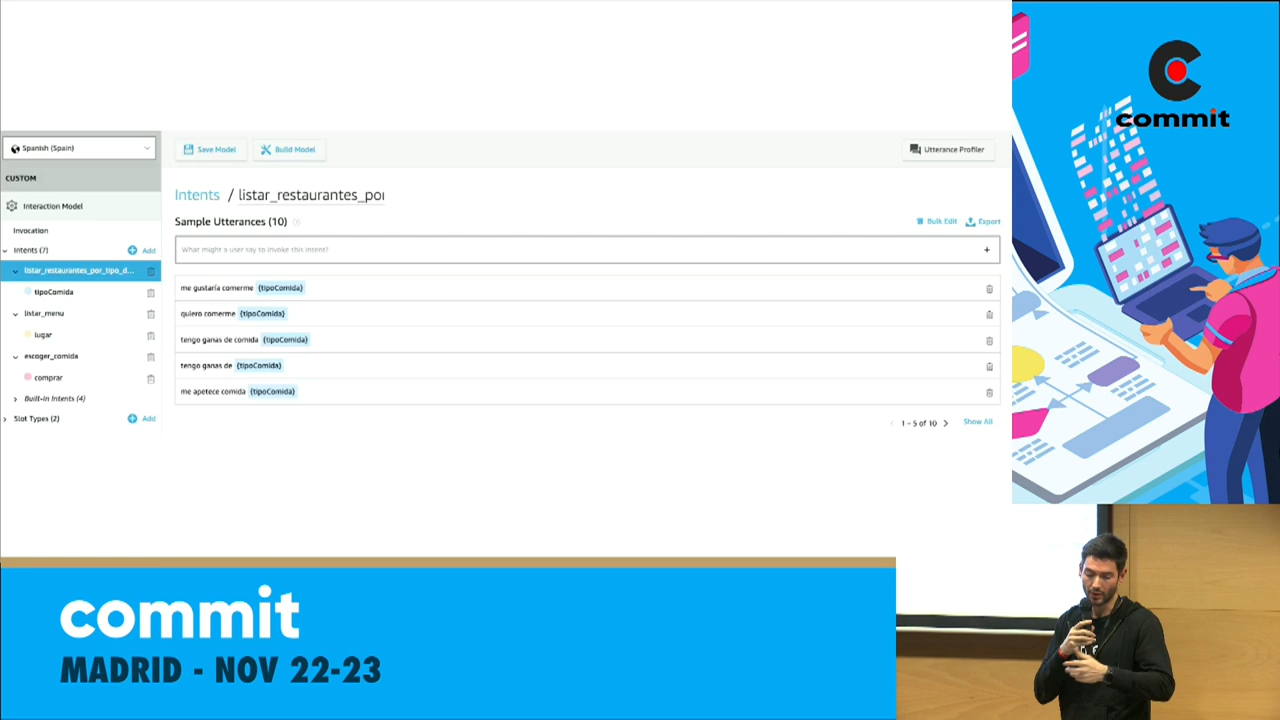 Spanish (Spain)
CUSTOM
Interaction Model
Invocation
Intents (7)
Add
listar_restaurantes_por_tipo_d...
tipoComida
listar_menu
lugar
escoger_comida
comprar
Built-In Intents (4)
Slot Types (2)
Add
Save Model
Build Model
Utterance Profiler
Intents / listar_restaurantes_por
Sample Utterances (10)
Bulk Edit
Export
What might a user say to invoke this intent?
me gustaría comerme {tipoComida}
quiero comerme {tipoComida}
tengo ganas de comida {tipoComida}
tengo ganas de {tipoComida}
me apetece comida {tipoComida}
1 – 5 of 10
Show All
commit
commit
MADRID - NOV 22-23